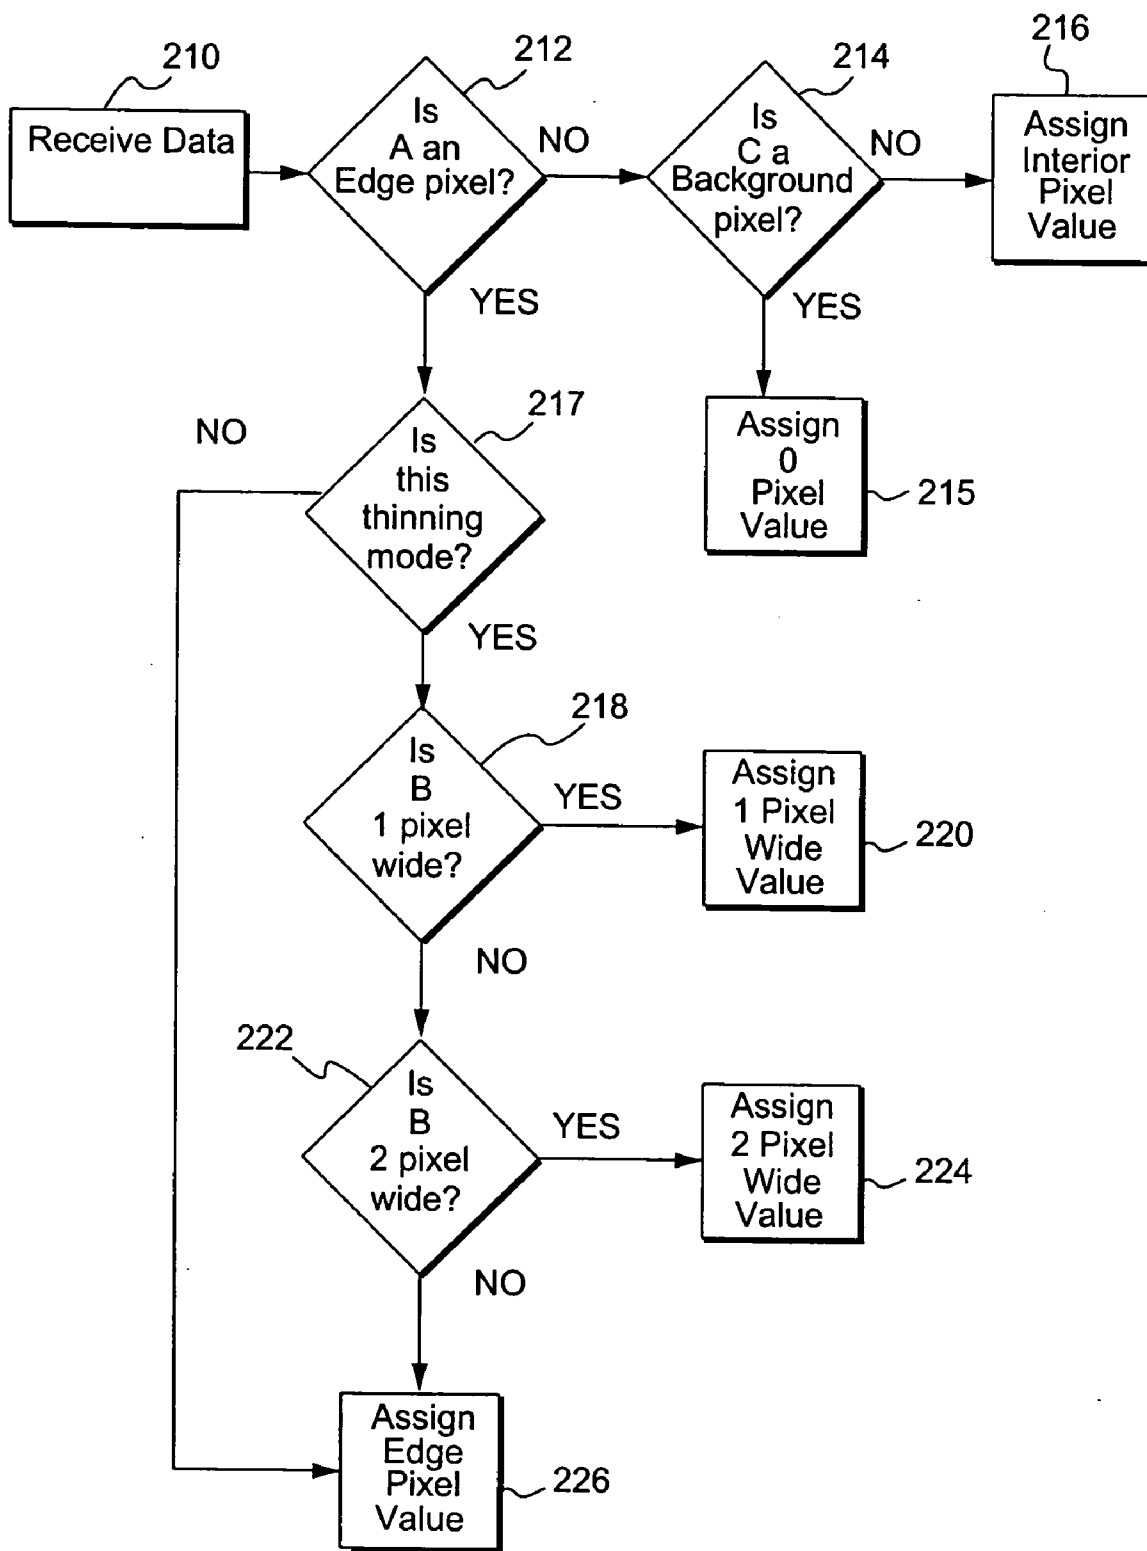 210
Receive Data
212
Is
A an
Edge pixel?
NO
214
Is
C a
Background
pixel?
NO
216
Assign
Interior
Pixel
Value
YES
YES
Assign
0
Pixel
Value
215
NO
217
Is
this
thinning
mode?
YES
218
Is
B
1 pixel
wide?
YES
Assign
1 Pixel
Wide
Value
220
NO
222
Is
B
2 pixel
wide?
YES
Assign
2 Pixel
Wide
Value
224
NO
Assign
Edge
Pixel
Value
226